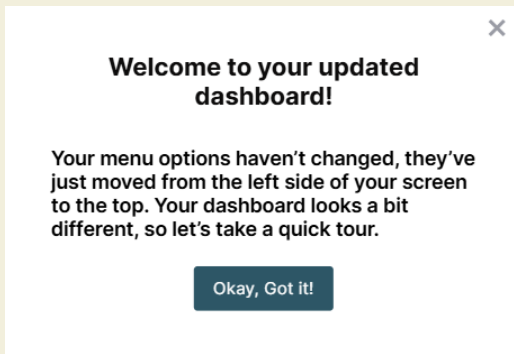 Welcome to your updated
dashboard!
Your menu options haven’t changed, they’ve
just moved from the left side of your screen
to the top. Your dashboard looks a bit
different, so let’s take a quick tour.
Okay, Got it!